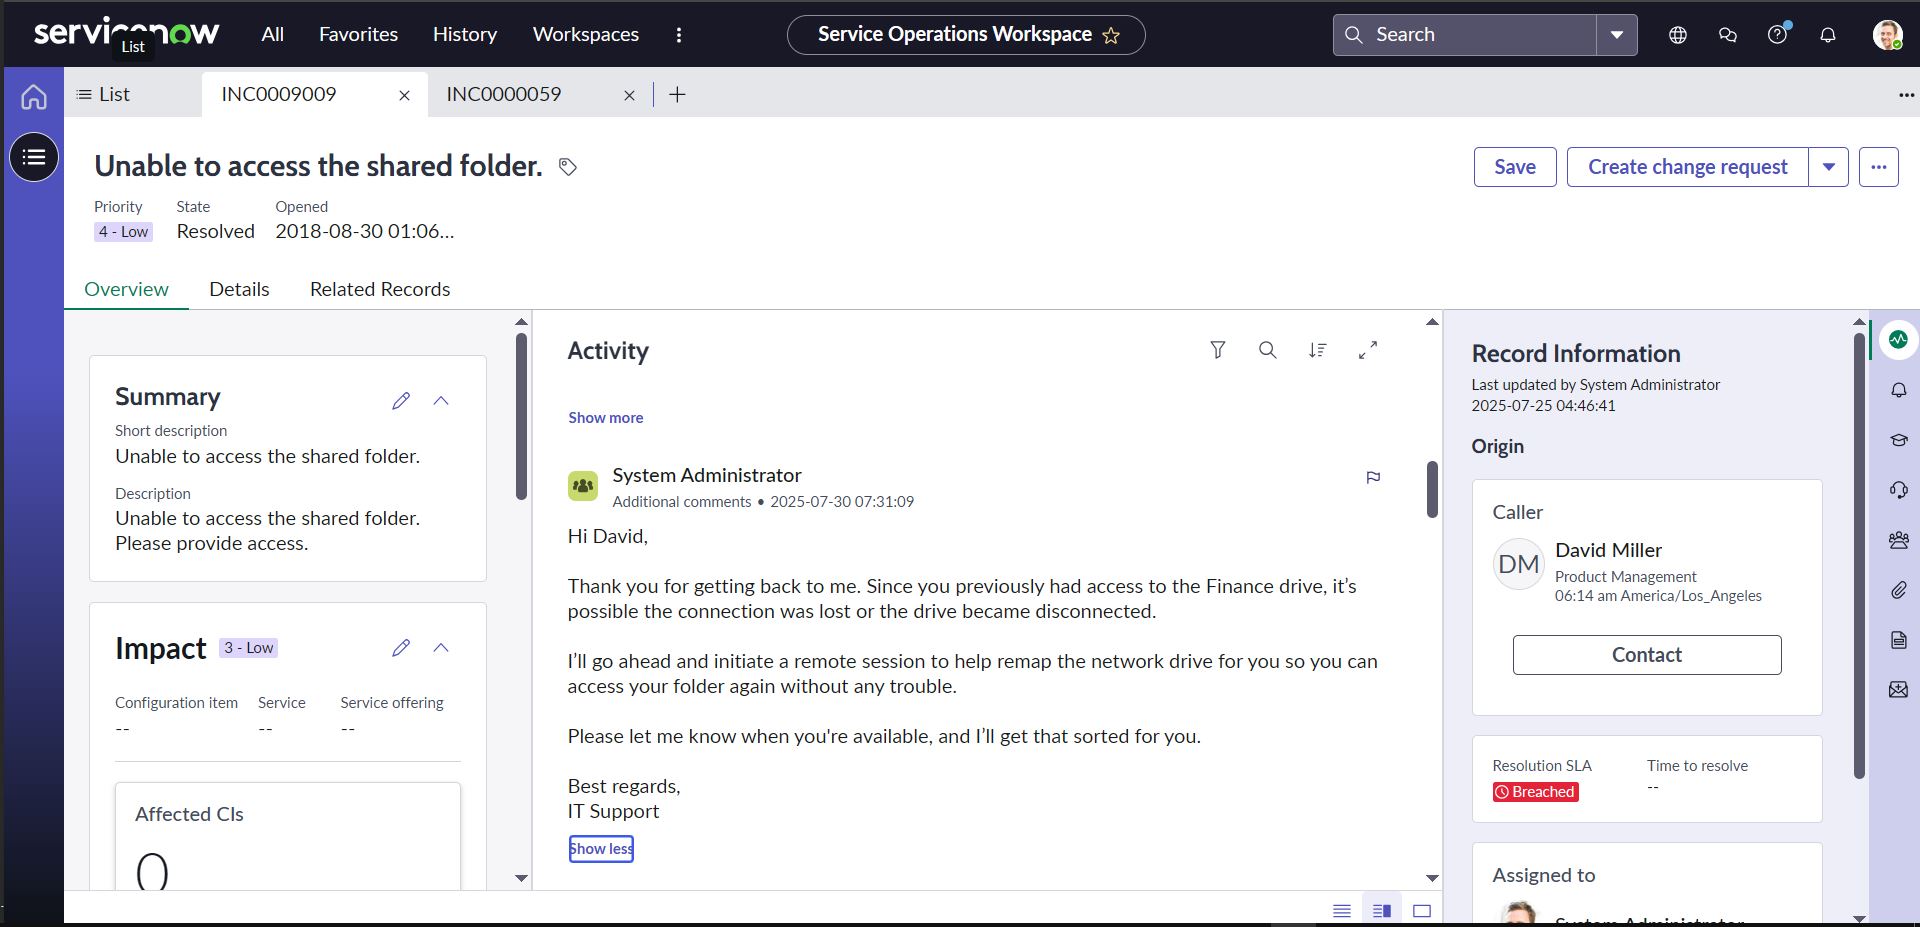 servicenow
List
All
Favorites
History
Workspaces
Service Operations Workspace
Search
List
INC0009009
INC0000059
Unable to access the shared folder.
Save
Create change request
Priority
State
Opened
4 - Low
Resolved
2018-08-30 01:06...
Overview
Details
Related Records
Summary
Short description
Unable to access the shared folder.
Description
Unable to access the shared folder.
Please provide access.
Impact
3 - Low
Configuration item
Service
Service offering
--
--
--
Affected CIs
0
Activity
Show more
System Administrator
Additional comments • 2025-07-30 07:31:09
Hi David,
Thank you for getting back to me. Since you previously had access to the Finance drive, it’s
possible the connection was lost or the drive became disconnected.
I’ll go ahead and initiate a remote session to help remap the network drive for you so you can
access your folder again without any trouble.
Please let me know when you're available, and I’ll get that sorted for you.
Best regards,
IT Support
Show less
Record Information
Last updated by System Administrator
2025-07-25 04:46:41
Origin
Caller
DM
David Miller
Product Management
06:14 am America/Los_Angeles
Contact
Resolution SLA
Time to resolve
Breached
--
Assigned to
System Administrator